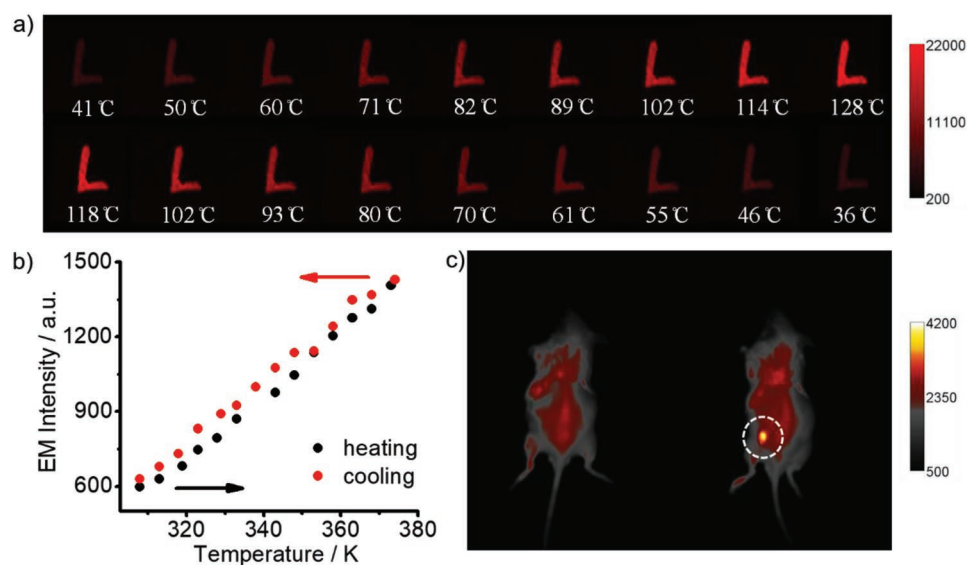 a)
41℃ 50℃ 60℃ 71℃ 82℃ 89℃ 102℃ 114℃ 128℃
118℃ 102℃ 93℃ 80℃ 70℃ 61℃ 55℃ 46℃ 36℃
22000
11100
200
b)
1500
1200
900
600
EM Intensity / a.u.
heating
cooling
320 340 360 380
Temperature / K
c)
4200
2350
500